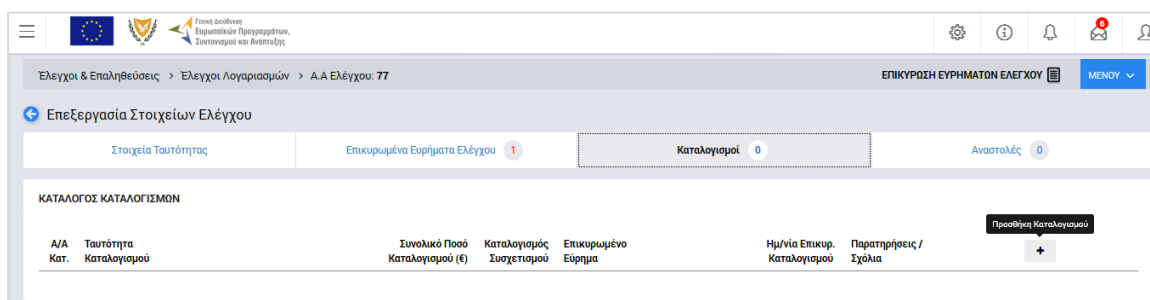 Γενική Διεύθυνση
Ευρωπαϊκών Προγραμμάτων,
Συντονισμού και Ανάπτυξης
6
Έλεγχοι & Επαληθεύσεις > Έλεγχοι Λογαριασμών > Α.Α Ελέγχου: 77
ΕΠΙΚΥΡΩΣΗ ΕΥΡΗΜΑΤΩΝ ΕΛΕΓΧΟΥ
ΜΕΝΟΥ
Επεξεργασία Στοιχείων Ελέγχου
Στοιχεία Ταυτότητας
Επικυρωμένα Ευρήματα Ελέγχου 1
Καταλογισμοί 0
Αναστολές 0
ΚΑΤΑΛΟΓΟΣ ΚΑΤΑΛΟΓΙΣΜΩΝ
Προσθήκη Καταλογισμού
Α/Α Ταυτότητα Συνολικό Ποσό Καταλογισμός Επικυρωμένο Ημ/νία Επικυρ. Παρατηρήσεις /
Κατ. Καταλογισμού Καταλογισμού (€) Συσχετισμού Εύρημα Καταλογισμού Σχόλια